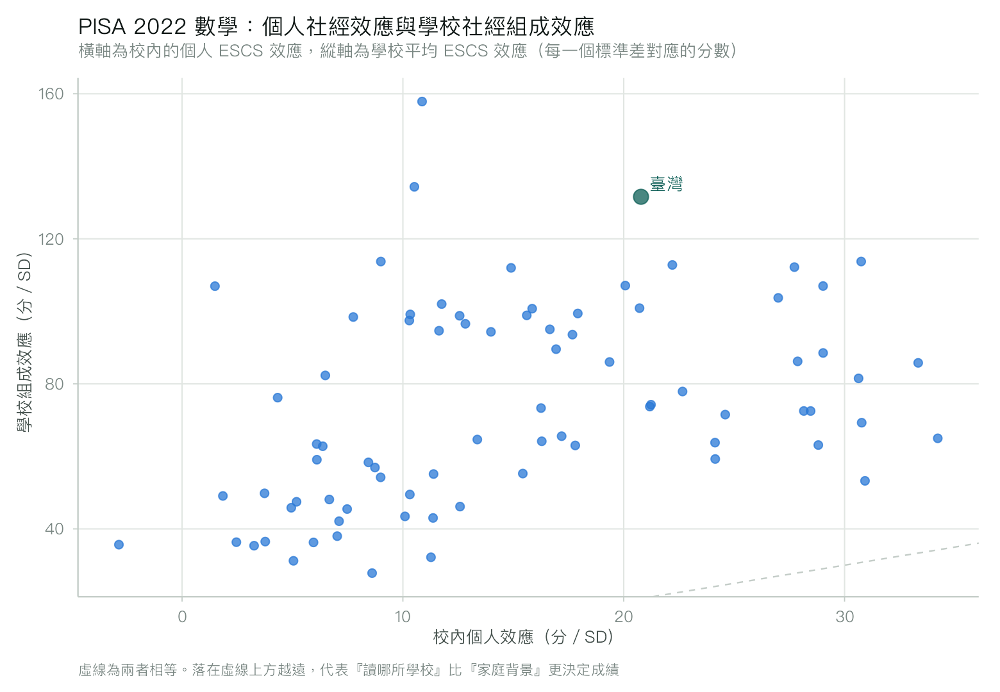 PISA 2022 數學：個人社經效應與學校社經組成效應
橫軸為校內的個人 ESCS 效應，縱軸為學校平均 ESCS 效應（每一個標準差對應的分數）
160
120
80
40
學校組成效應（分 / SD）
臺灣
0
10
20
30
校內個人效應（分 / SD）
虛線為兩者相等。落在虛線上方越遠，代表『讀哪所學校』比『家庭背景』更決定成績